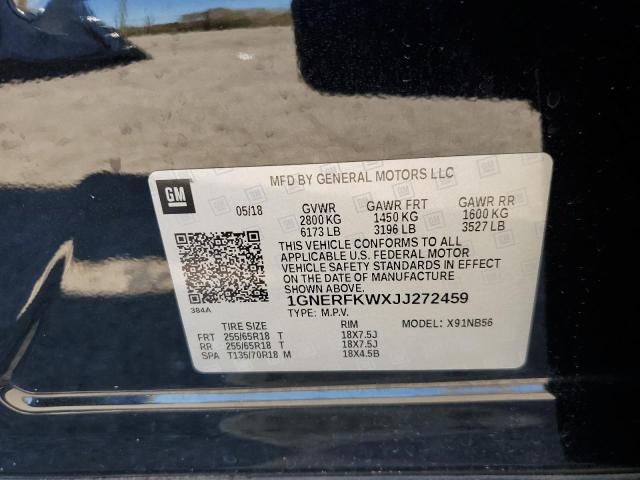 GM
MFD BY GENERAL MOTORS LLC
05/18
GVWR GAWR FRT GAWR RR
2800 KG 1450 KG 1600 KG
6173 LB 3196 LB 3527 LB
THIS VEHICLE CONFORMS TO ALL
APPLICABLE U.S. FEDERAL MOTOR
VEHICLE SAFETY STANDARDS IN EFFECT
ON THE DATE OF MANUFACTURE
SHOWN ABOVE.
384A
1GNERFKWXJJ272459
TYPE: M.P.V. MODEL: X91NB56
TIRE SIZE RIM
FRT 255/65R18 T 18X7.5J
RR 255/65R18 T 18X7.5J
SPA T135/70R18 M 18X4.5B